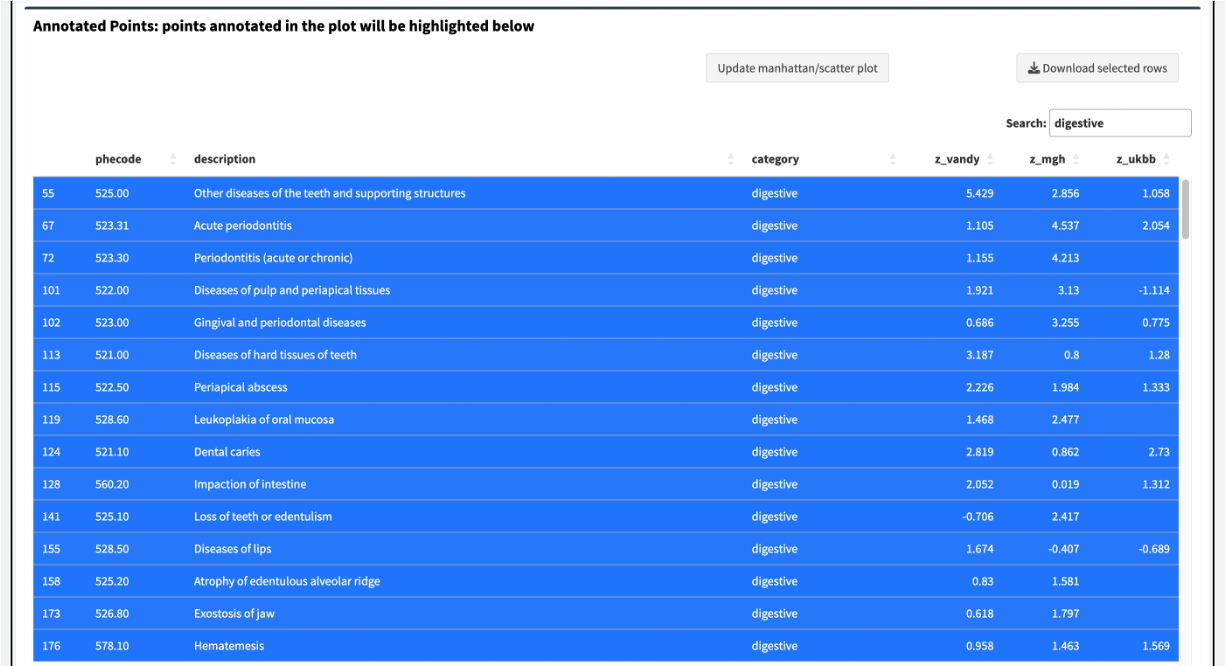 Annotated Points: points annotated in the plot will be highlighted below
Update manhattan/scatter plot Download selected rows
Search: digestive
phecode description category z_vandy z_mgh z_ukbb
55 525.00 Other diseases of the teeth and supporting structures digestive 5.429 2.856 1.058
67 523.31 Acute periodontitis digestive 1.105 4.537 2.054
72 523.30 Periodontitis (acute or chronic) digestive 1.155 4.213
101 522.00 Diseases of pulp and periapical tissues digestive 1.921 3.13 -1.114
102 523.00 Gingival and periodontal diseases digestive 0.686 3.255 0.775
113 521.00 Diseases of hard tissues of teeth digestive 3.187 0.8 1.28
115 522.50 Periapical abscess digestive 2.226 1.984 1.333
119 528.60 Leukoplakia of oral mucosa digestive 1.468 2.477
124 521.10 Dental caries digestive 2.819 0.862 2.73
128 560.20 Impaction of intestine digestive 2.052 0.019 1.312
141 525.10 Loss of teeth or edentulism digestive -0.706 2.417
155 528.50 Diseases of lips digestive 1.674 -0.407 -0.689
158 525.20 Atrophy of edentulous alveolar ridge digestive 0.83 1.581
173 526.80 Exostosis of jaw digestive 0.618 1.797
176 578.10 Hematemesis digestive 0.958 1.463 1.569